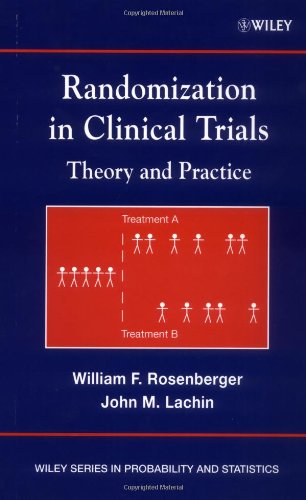 WILEY
Randomization
in Clinical Trials
Theory and Practice
Treatment A
Treatment B
William F. Rosenberger
John M. Lachin
WILEY SERIES IN PROBABILITY AND STATISTICS